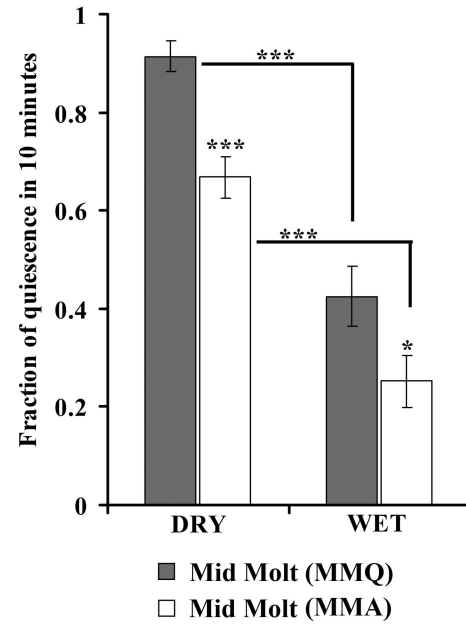 Fraction of quiescence in 10 minutes
1
0.8
0.6
0.4
0.2
0
***
***
***
*
DRY WET
Mid Molt (MMQ)
Mid Molt (MMA)